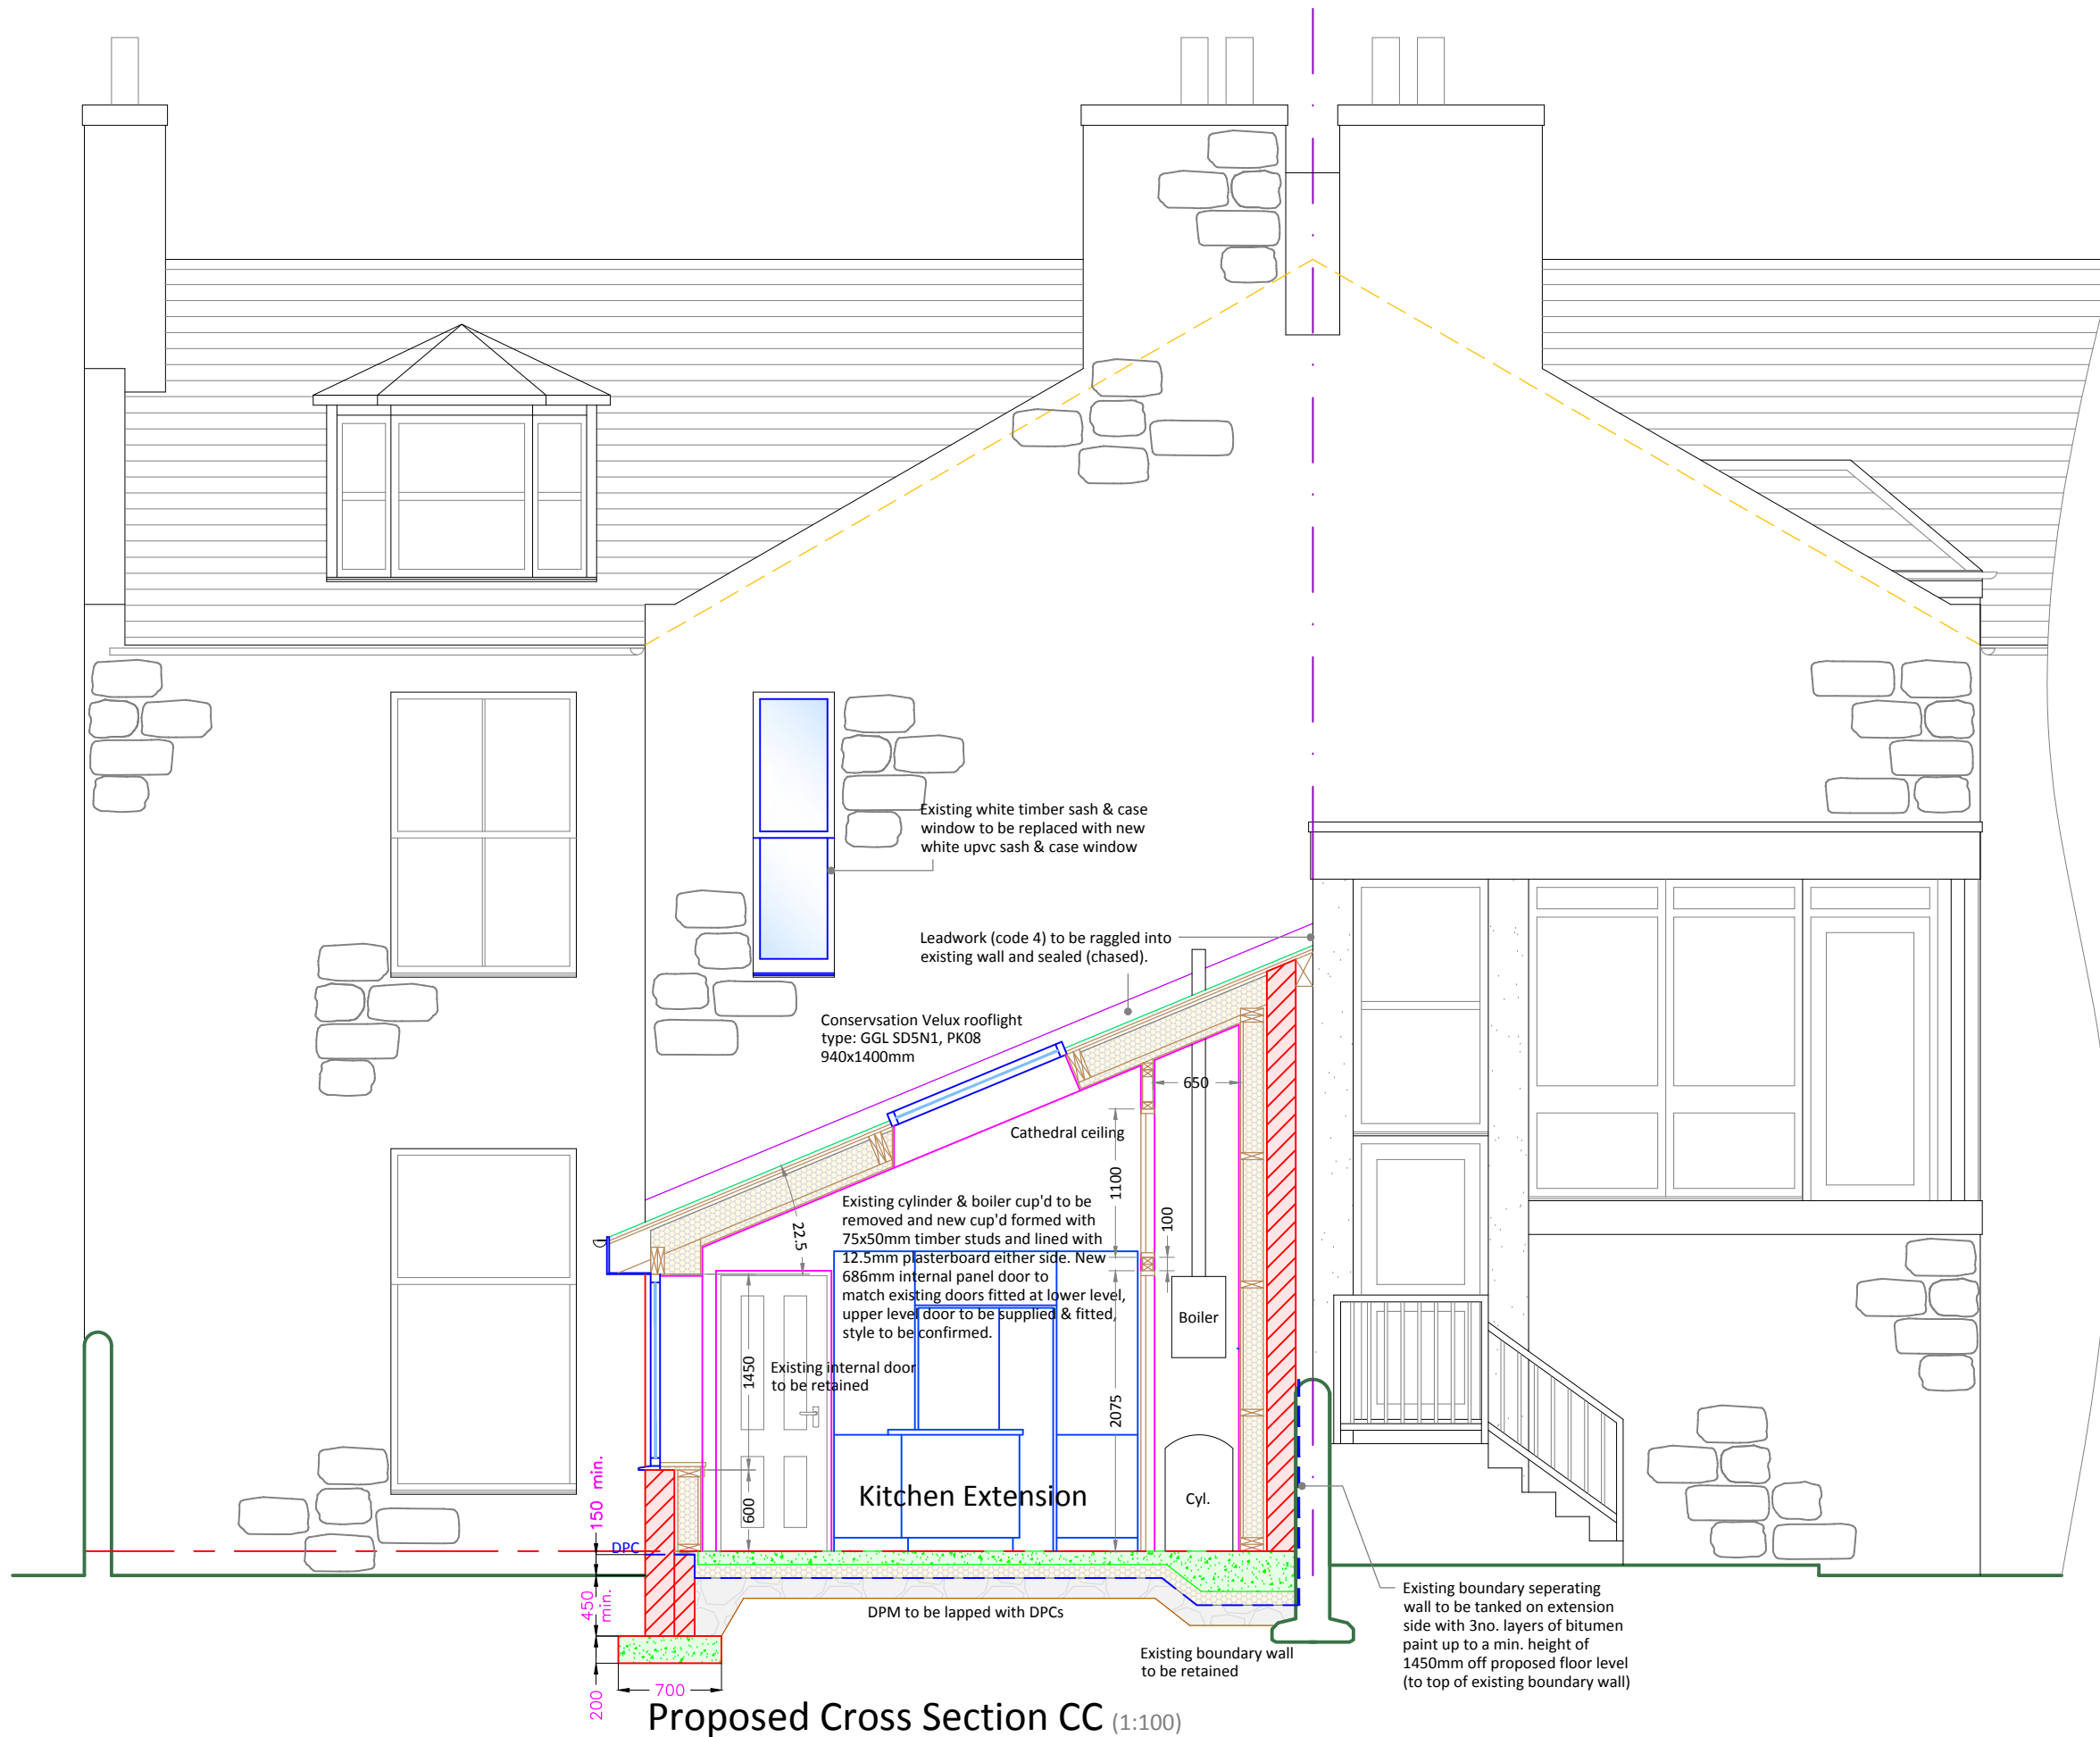 Existing white timber sash & case
window to be replaced with new
white upvc sash & case window
Leadwork (code 4) to be raggled into
existing wall and sealed (chased).
Conservsation Velux rooflight
type: GGL SD5N1, PK08
940x1400mm
650
Cathedral ceiling
1100
100
22.5
Existing cylinder & boiler cup'd to be
removed and new cup'd formed with
75x50mm timber studs and lined with
12.5mm plasterboard either side. New
686mm internal panel door to
match existing doors fitted at lower level,
upper level door to be supplied & fitted,
style to be confirmed.
Boiler
Existing internal door
to be retained
1450
2075
600
Kitchen Extension
Cyl.
150 min.
DPC
450
min.
200
700
DPM to be lapped with DPCs
Existing boundary wall
to be retained
Existing boundary seperating
wall to be tanked on extension
side with 3no. layers of bitumen
paint up to a min. height of
1450mm off proposed floor level
(to top of existing boundary wall)
Proposed Cross Section CC (1:100)